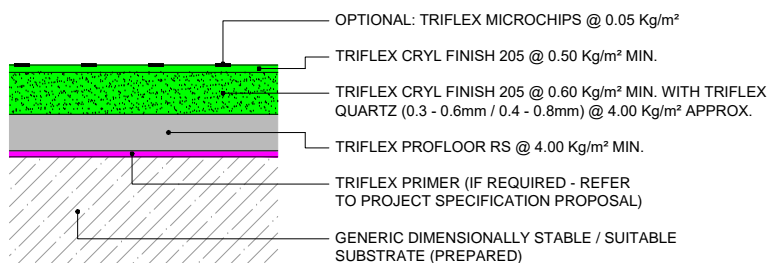 OPTIONAL: TRIFLEX MICROCHIPS @ 0.05 Kg/m²
TRIFLEX CRYL FINISH 205 @ 0.50 Kg/m² MIN.
TRIFLEX CRYL FINISH 205 @ 0.60 Kg/m² MIN. WITH TRIFLEX
QUARTZ (0.3 - 0.6mm / 0.4 - 0.8mm) @ 4.00 Kg/m² APPROX.
TRIFLEX PROFLOOR RS @ 4.00 Kg/m² MIN.
TRIFLEX PRIMER (IF REQUIRED - REFER
TO PROJECT SPECIFICATION PROPOSAL)
GENERIC DIMENSIONALLY STABLE / SUITABLE
SUBSTRATE (PREPARED)